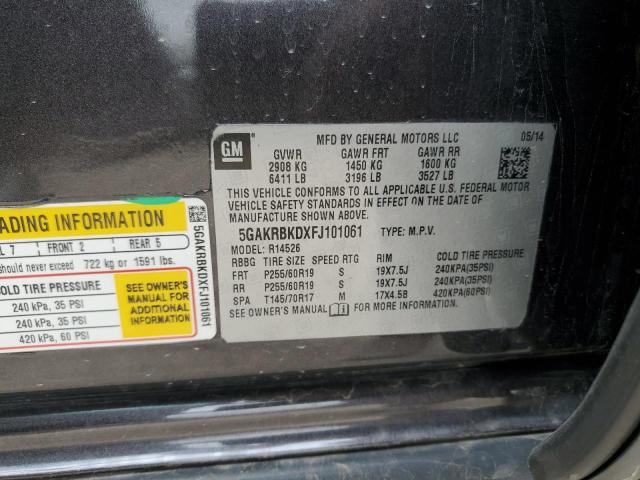 GM
MFD BY GENERAL MOTORS LLC 05/14
GVWR GAWR FRT GAWR RR
2908 KG 1450 KG 1600 KG
6411 LB 3196 LB 3527 LB
THIS VEHICLE CONFORMS TO ALL APPLICABLE U.S. FEDERAL MOTOR
VEHICLE SAFETY STANDARDS IN EFFECT ON THE DATE OF
MANUFACTURE SHOWN ABOVE.
5GAKRBKDXFJ101061 TYPE: M.P.V.
MODEL: R14526
RBBG TIRE SIZE SPEED RTG RIM COLD TIRE PRESSURE
FRT P255/60R19 S 19X7.5J 240KPA(35PSI)
RR P255/60R19 S 19X7.5J 240KPA(35PSI)
SPA T145/70R17 M 17X4.5B 420KPA(60PSI)
SEE OWNER'S MANUAL FOR MORE INFORMATION.
ADING INFORMATION
L 7 FRONT 2 REAR 5
should never exceed 722 kg or 1591 lbs.
COLD TIRE PRESSURE
240 kPa, 35 PSI
240 kPa, 35 PSI
420 kPa, 60 PSI
SEE OWNER'S
MANUAL FOR
ADDITIONAL
INFORMATION
5GAKRBKDXFJ101061